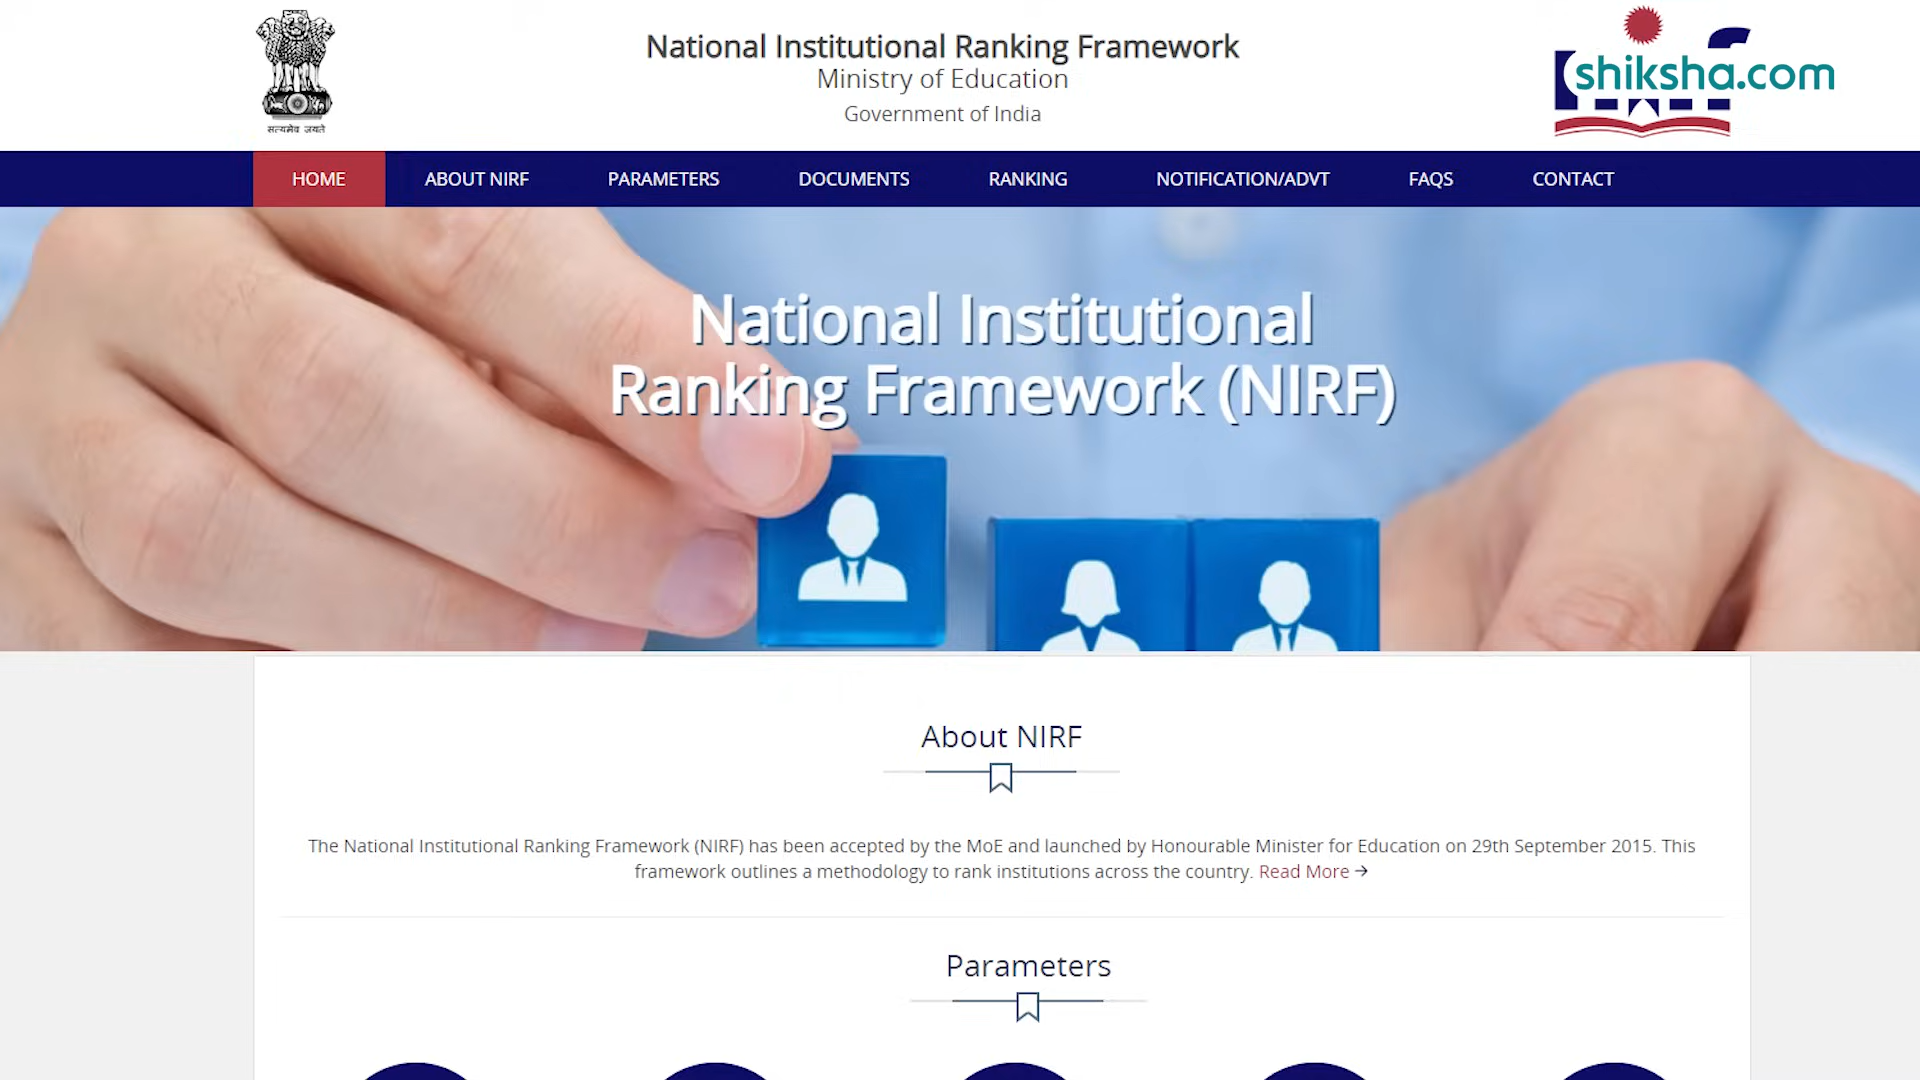 सत्यमेव जयते
National Institutional Ranking Framework
Ministry of Education
Government of India
shiksha.com
HOME
ABOUT NIRF
PARAMETERS
DOCUMENTS
RANKING
NOTIFICATION/ADVT
FAQS
CONTACT
National Institutional
Ranking Framework (NIRF)
About NIRF
The National Institutional Ranking Framework (NIRF) has been accepted by the MoE and launched by Honourable Minister for Education on 29th September 2015. This
framework outlines a methodology to rank institutions across the country. Read More →
Parameters